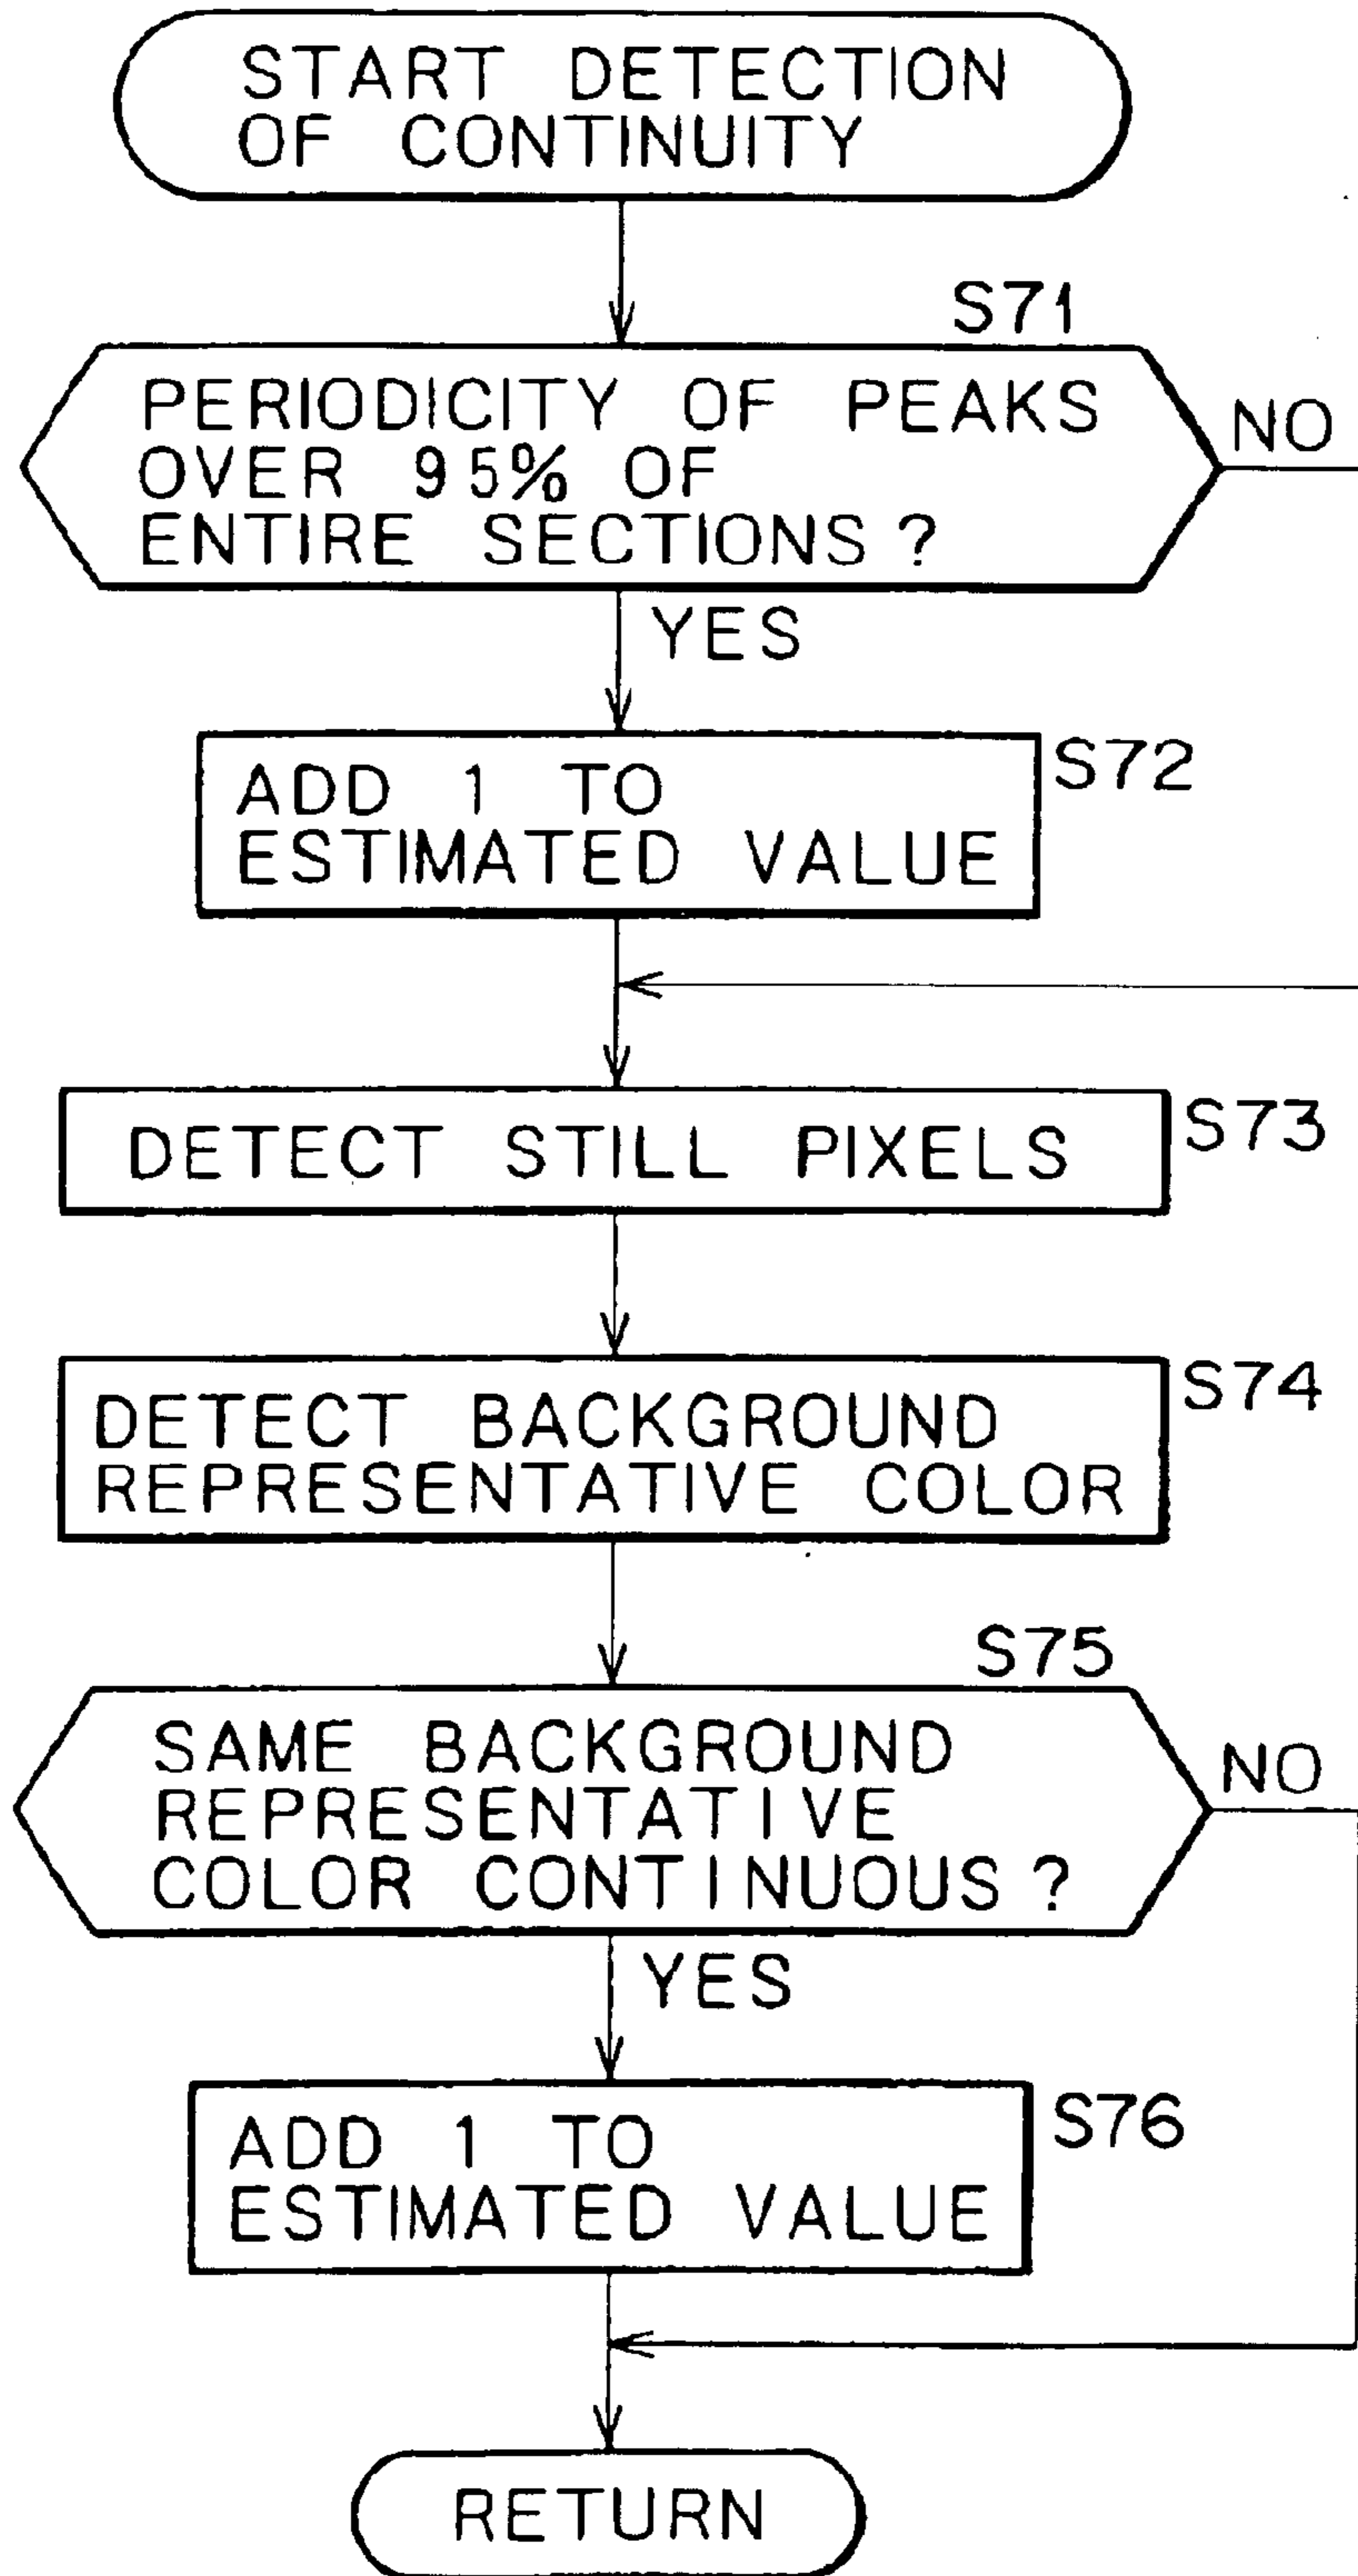 START DETECTION
OF CONTINUITY
S71
PERIODICITY OF PEAKS
OVER 95% OF
ENTIRE SECTIONS?
NO
YES
S72
ADD 1 TO
ESTIMATED VALUE
S73
DETECT STILL PIXELS
S74
DETECT BACKGROUND
REPRESENTATIVE COLOR
S75
SAME BACKGROUND
REPRESENTATIVE
COLOR CONTINUOUS?
NO
YES
S76
ADD 1 TO
ESTIMATED VALUE
RETURN